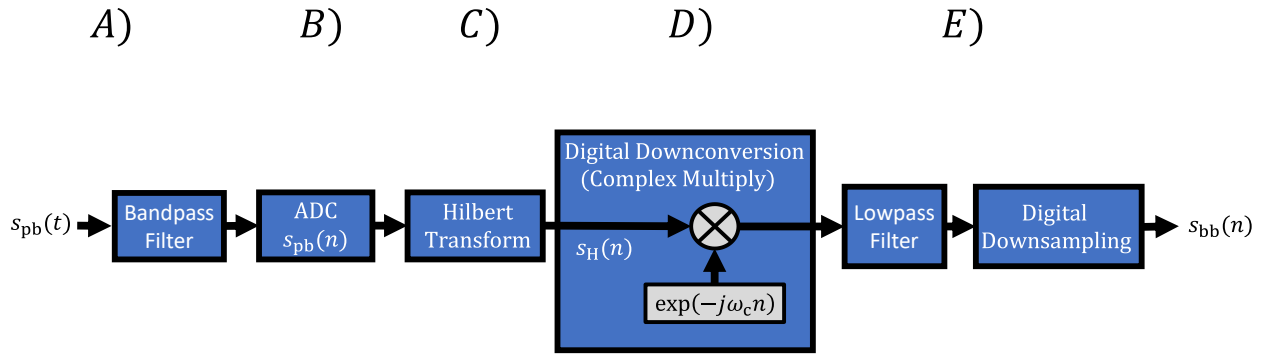 A) B) C) D) E)
s_pb(t)
Bandpass
Filter
ADC
s_pb(n)
Hilbert
Transform
Digital Downconversion
(Complex Multiply)
s_H(n)
exp(−jω_c n)
Lowpass
Filter
Digital
Downsampling
s_bb(n)